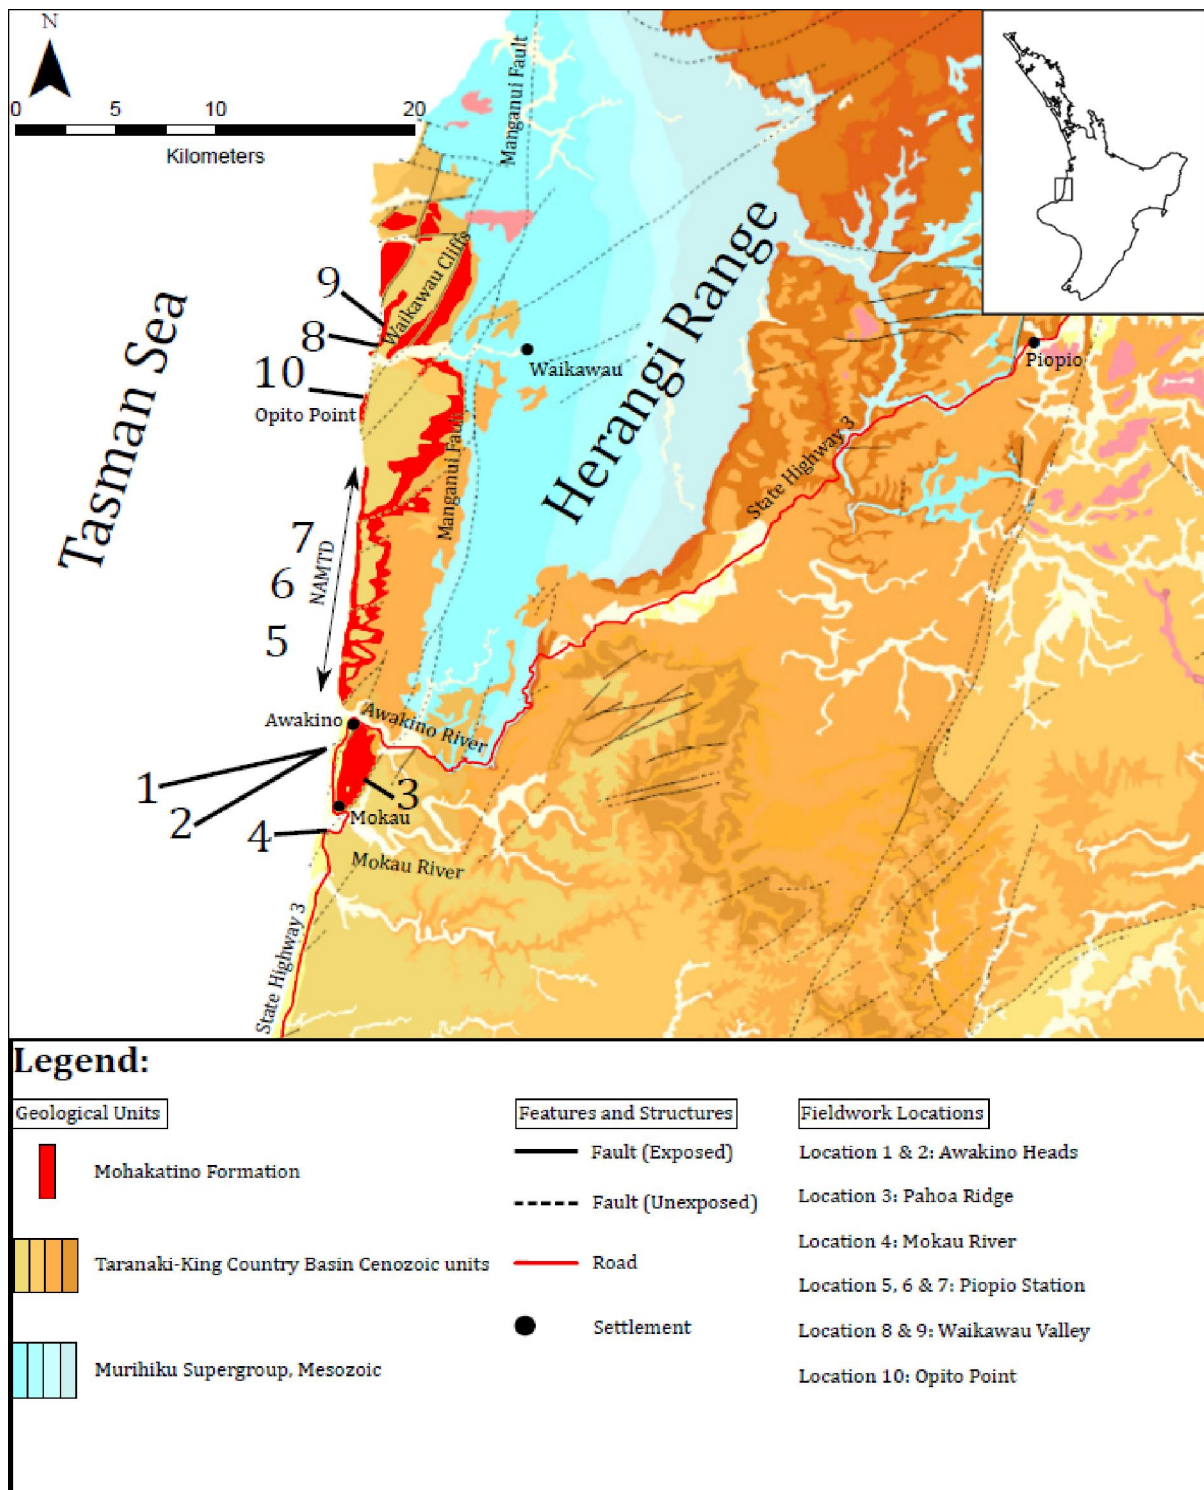 N
0 5 10 20
Kilometers
Manganui Fault
Waikawau Cliffs
Herangi Range
Tasman Sea
9
8
10
Opito Point
Waikawau
Piopio
State Highway 3
Manganui Fault
7
6
5
NAMTD
Awakino
Awakino River
1
2
3
4
Mokau
Mokau River
State Highway 3
Legend:
Geological Units
Mohakatino Formation
Taranaki-King Country Basin Cenozoic units
Murihiku Supergroup, Mesozoic
Features and Structures
Fault (Exposed)
Fault (Unexposed)
Road
Settlement
Fieldwork Locations
Location 1 & 2: Awakino Heads
Location 3: Pahoa Ridge
Location 4: Mokau River
Location 5, 6 & 7: Piopio Station
Location 8 & 9: Waikawau Valley
Location 10: Opito Point